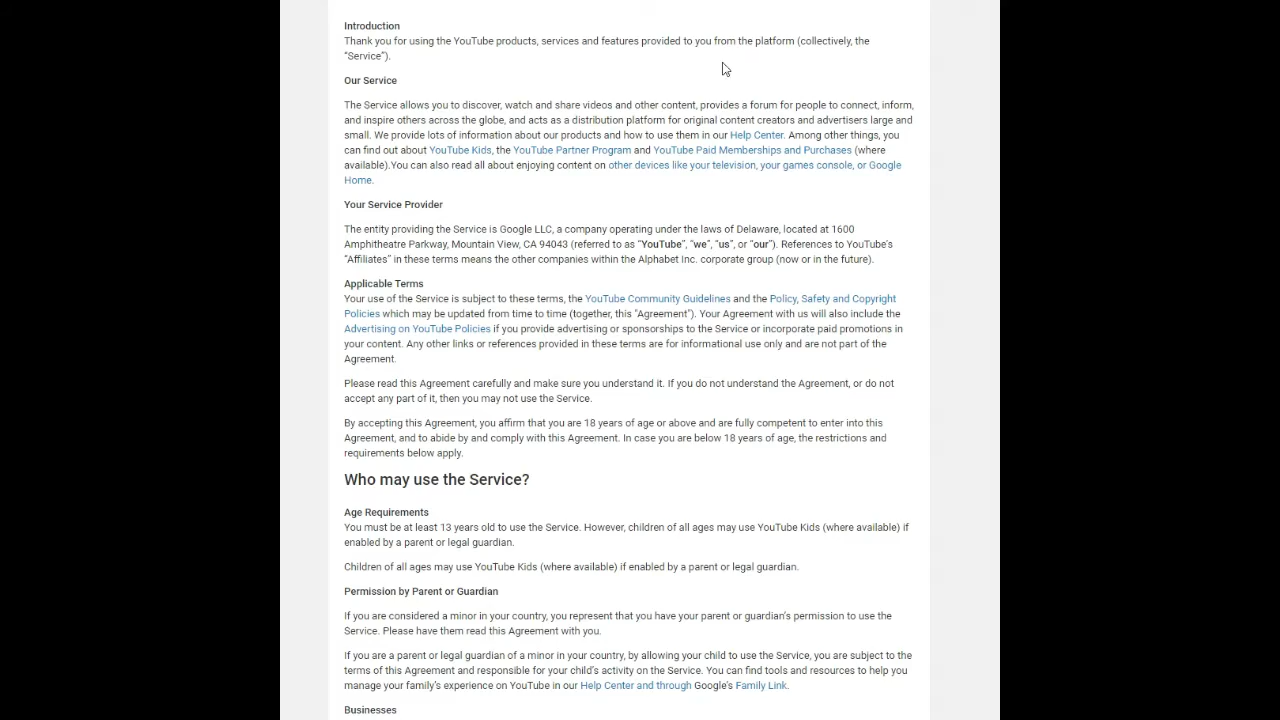 Introduction
Thank you for using the YouTube products, services and features provided to you from the platform (collectively, the
“Service”).
Our Service
The Service allows you to discover, watch and share videos and other content, provides a forum for people to connect, inform,
and inspire others across the globe, and acts as a distribution platform for original content creators and advertisers large and
small. We provide lots of information about our products and how to use them in our Help Center. Among other things, you
can find out about YouTube Kids, the YouTube Partner Program and YouTube Paid Memberships and Purchases (where
available).You can also read all about enjoying content on other devices like your television, your games console, or Google
Home.
Your Service Provider
The entity providing the Service is Google LLC, a company operating under the laws of Delaware, located at 1600
Amphitheatre Parkway, Mountain View, CA 94043 (referred to as “YouTube”, “we”, “us”, or “our”). References to YouTube’s
“Affiliates” in these terms means the other companies within the Alphabet Inc. corporate group (now or in the future).
Applicable Terms
Your use of the Service is subject to these terms, the YouTube Community Guidelines and the Policy, Safety and Copyright
Policies which may be updated from time to time (together, this "Agreement"). Your Agreement with us will also include the
Advertising on YouTube Policies if you provide advertising or sponsorships to the Service or incorporate paid promotions in
your content. Any other links or references provided in these terms are for informational use only and are not part of the
Agreement.
Please read this Agreement carefully and make sure you understand it. If you do not understand the Agreement, or do not
accept any part of it, then you may not use the Service.
By accepting this Agreement, you affirm that you are 18 years of age or above and are fully competent to enter into this
Agreement, and to abide by and comply with this Agreement. In case you are below 18 years of age, the restrictions and
requirements below apply.
Who may use the Service?
Age Requirements
You must be at least 13 years old to use the Service. However, children of all ages may use YouTube Kids (where available) if
enabled by a parent or legal guardian.
Children of all ages may use YouTube Kids (where available) if enabled by a parent or legal guardian.
Permission by Parent or Guardian
If you are considered a minor in your country, you represent that you have your parent or guardian’s permission to use the
Service. Please have them read this Agreement with you.
If you are a parent or legal guardian of a minor in your country, by allowing your child to use the Service, you are subject to the
terms of this Agreement and responsible for your child’s activity on the Service. You can find tools and resources to help you
manage your family’s experience on YouTube in our Help Center and through Google’s Family Link.
Businesses